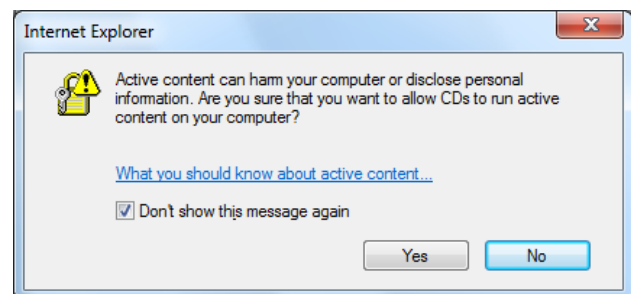 Internet Explorer
Active content can harm your computer or disclose personal
information. Are you sure that you want to allow CDs to run active
content on your computer?
What you should know about active content...
Don't show this message again
Yes No